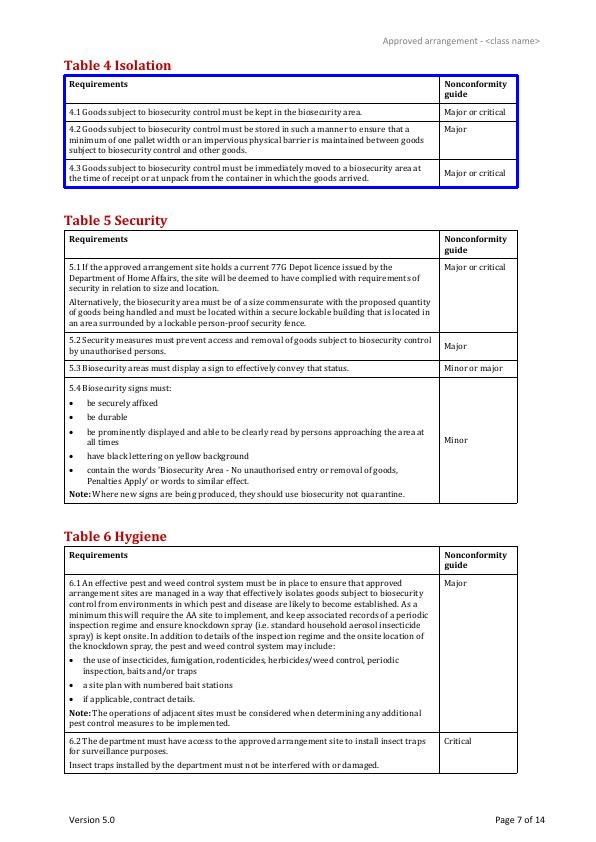 Approved arrangement - <class name>
Table 4 Isolation
Requirements
Nonconformity
guide
4.1 Goods subject to biosecurity control must be kept in the biosecurity area.
Major or critical
4.2 Goods subject to biosecurity control must be stored in such a manner to ensure that a
minimum of one pallet width or an impervious physical barrier is maintained between goods
subject to biosecurity control and other goods.
Major
4.3 Goods subject to biosecurity control must be immediately moved to a biosecurity area at
the time of receipt or at unpack from the container in which the goods arrived.
Major or critical
Table 5 Security
Requirements
Nonconformity
guide
5.1 If the approved arrangement site holds a current 77G Depot licence issued by the
Department of Home Affairs, the site will be deemed to have complied with requirements of
security in relation to size and location.
Alternatively, the biosecurity area must be of a size commensurate with the proposed quantity
of goods being handled and must be located within a secure lockable building that is located in
an area surrounded by a lockable person-proof security fence.
Major or critical
5.2 Security measures must prevent access and removal of goods subject to biosecurity control
by unauthorised persons.
Major
5.3 Biosecurity areas must display a sign to effectively convey that status.
Minor or major
5.4 Biosecurity signs must:
• be securely affixed
• be durable
• be prominently displayed and able to be clearly read by persons approaching the area at
all times
• have black lettering on yellow background
• contain the words 'Biosecurity Area - No unauthorised entry or removal of goods,
Penalties Apply' or words to similar effect.
Note: Where new signs are being produced, they should use biosecurity not quarantine.
Minor
Table 6 Hygiene
Requirements
Nonconformity
guide
6.1 An effective pest and weed control system must be in place to ensure that approved
arrangement sites are managed in a way that effectively isolates goods subject to biosecurity
control from environments in which pest and disease are likely to become established. As a
minimum this will require the AA site to implement, and keep associated records of a periodic
inspection regime and ensure knockdown spray (i.e. standard household aerosol insecticide
spray) is kept onsite. In addition to details of the inspection regime and the onsite location of
the knockdown spray, the pest and weed control system may include:
• the use of insecticides, fumigation, rodenticides, herbicides/weed control, periodic
inspection, baits and/or traps
• a site plan with numbered bait stations
• if applicable, contract details.
Note: The operations of adjacent sites must be considered when determining any additional
pest control measures to be implemented.
Major
6.2 The department must have access to the approved arrangement site to install insect traps
for surveillance purposes.
Insect traps installed by the department must not be interfered with or damaged.
Critical
Version 5.0
Page 7 of 14